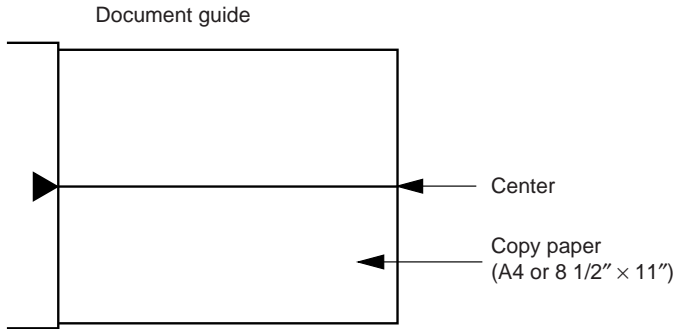 Document guide
Center
Copy paper
(A4 or 8 1/2″ × 11″)